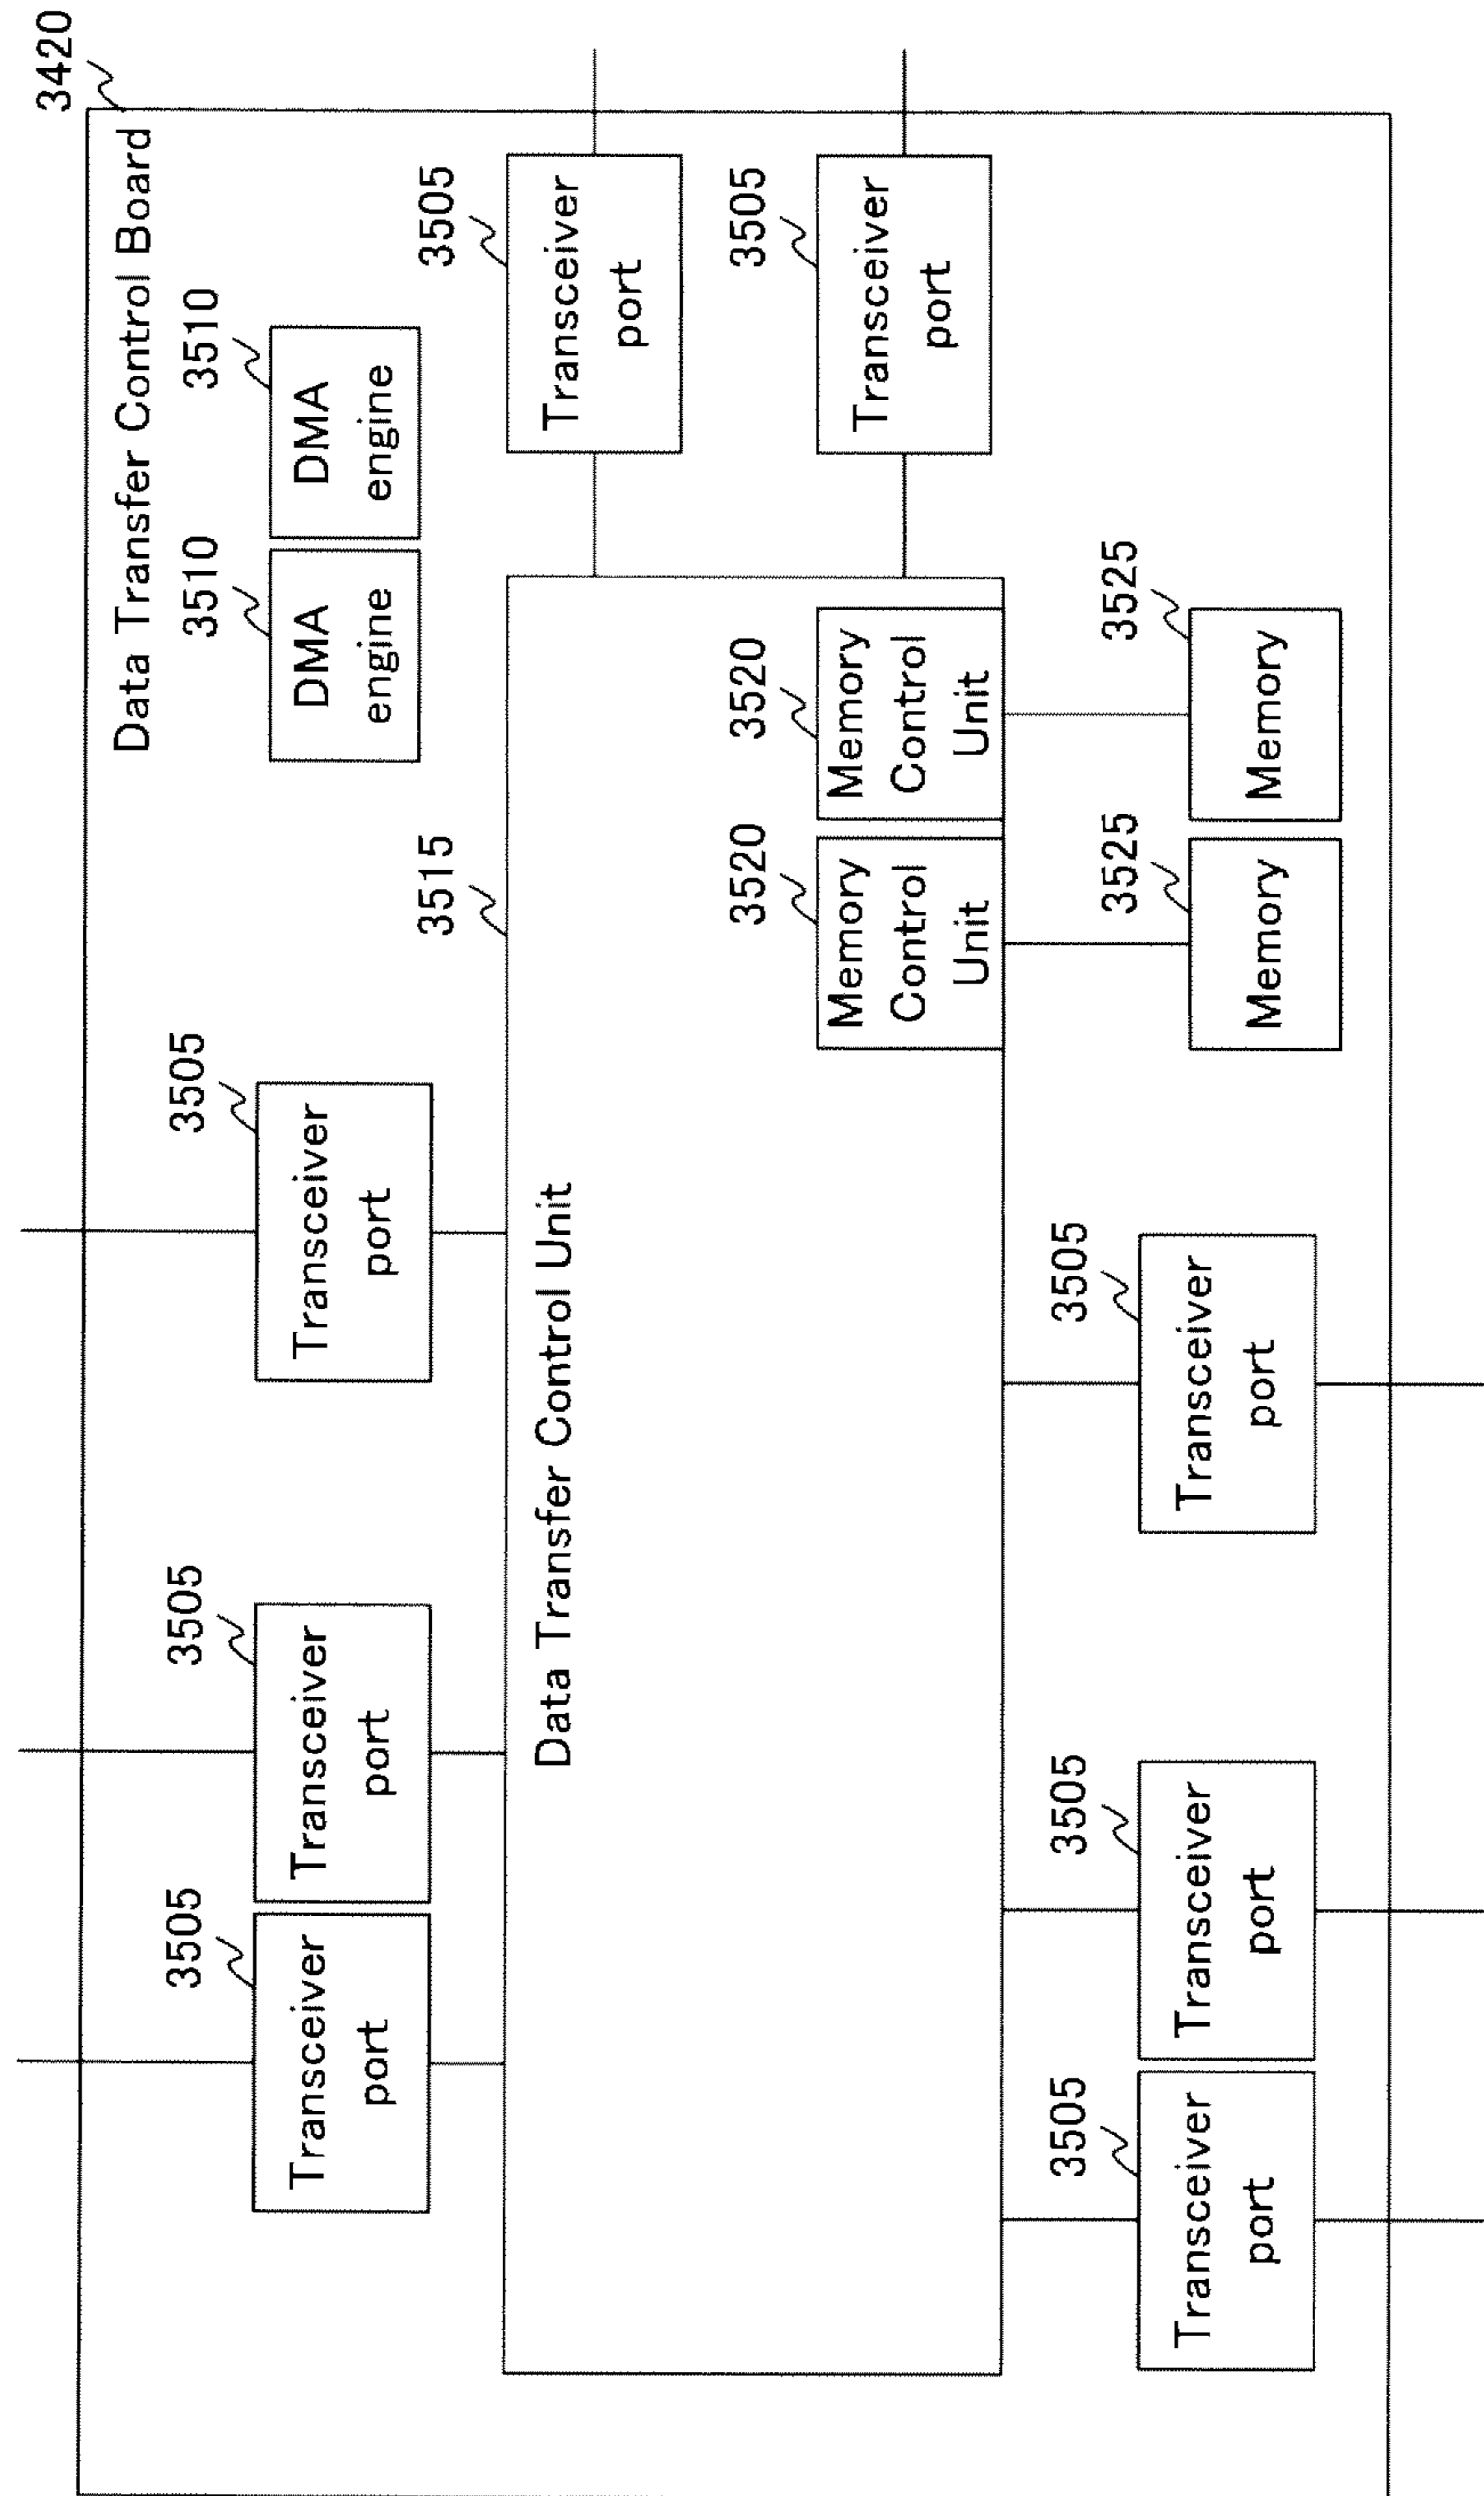 3420
Data Transfer Control Board
3505
Transceiver
port
3505
Transceiver
port
3505
Transceiver
port
3510
DMA
engine
3510
DMA
engine
3515
Data Transfer Control Unit
3505
Transceiver
port
3520
Memory
Control
Unit
3520
Memory
Control
Unit
3505
Transceiver
port
3505
Transceiver
port
3505
Transceiver
port
3505
Transceiver
port
3525
Memory
3525
Memory